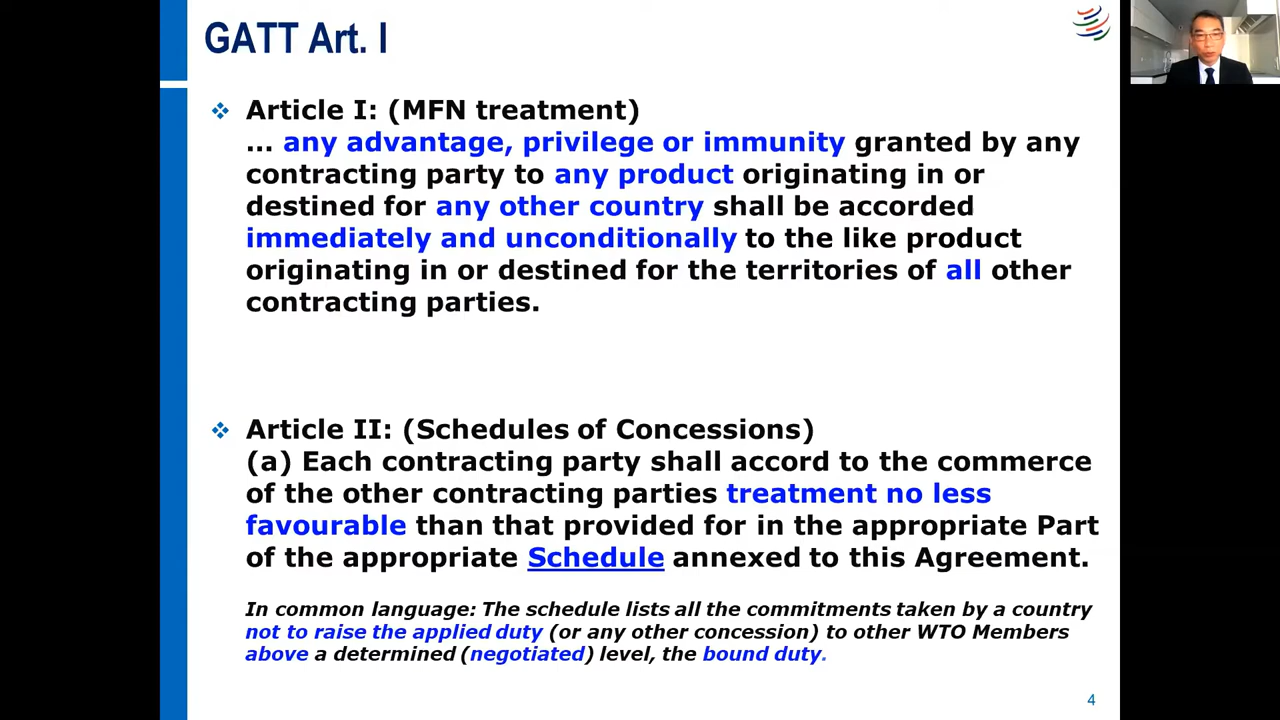 GATT Art. I
Article I: (MFN treatment)
... any advantage, privilege or immunity granted by any
contracting party to any product originating in or
destined for any other country shall be accorded
immediately and unconditionally to the like product
originating in or destined for the territories of all other
contracting parties.
Article II: (Schedules of Concessions)
(a) Each contracting party shall accord to the commerce
of the other contracting parties treatment no less
favourable than that provided for in the appropriate Part
of the appropriate Schedule annexed to this Agreement.
In common language: The schedule lists all the commitments taken by a country
not to raise the applied duty (or any other concession) to other WTO Members
above a determined (negotiated) level, the bound duty.
4